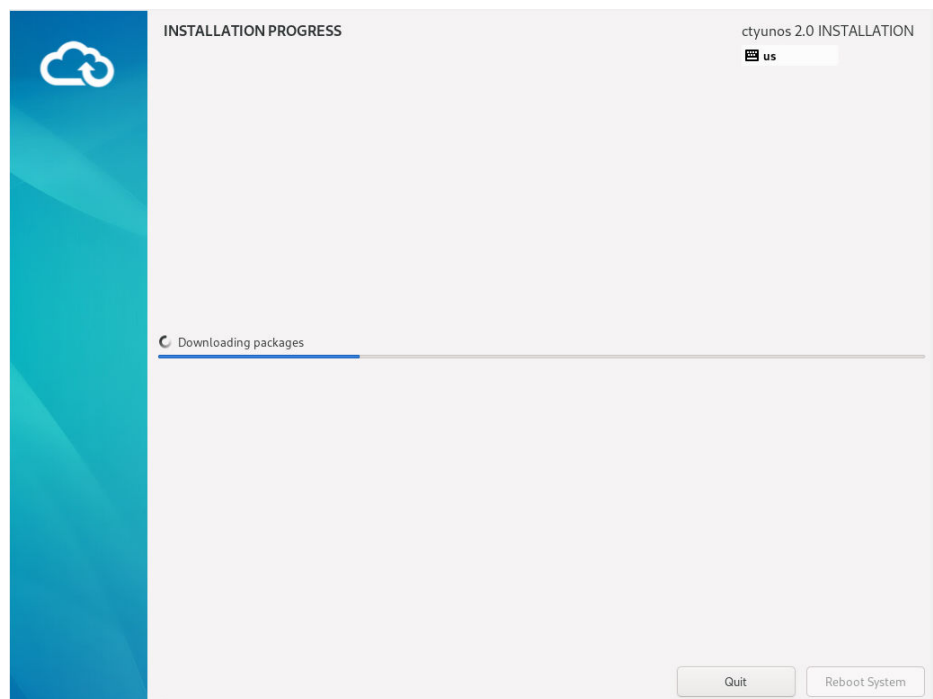 INSTALLATION PROGRESS
ctyunos 2.0 INSTALLATION
us
Downloading packages
Quit
Reboot System